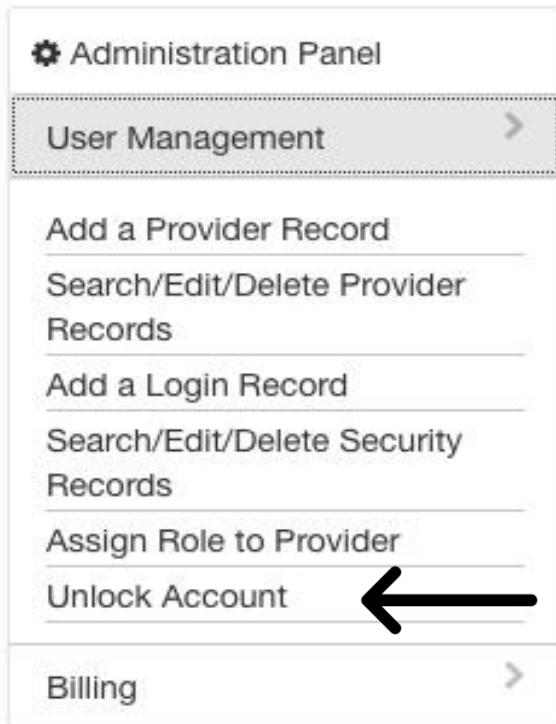 Administration Panel
User Management
Add a Provider Record
Search/Edit/Delete Provider
Records
Add a Login Record
Search/Edit/Delete Security
Records
Assign Role to Provider
Unlock Account
Billing